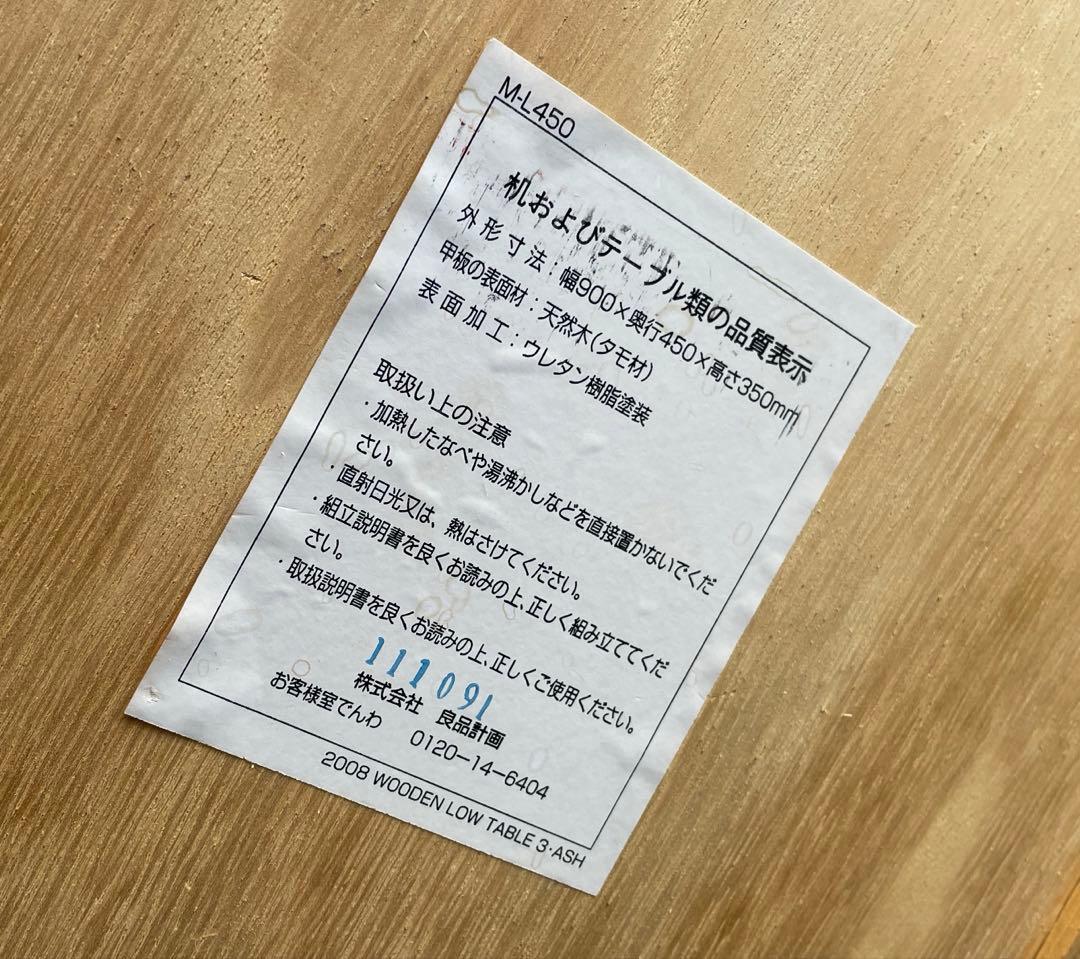 M-L450
机およびテーブル類の品質表示
外形寸法：幅900×奥行450×高さ350mm
甲板の表面材：天然木(タモ材)
表面加工：ウレタン樹脂塗装
取扱い上の注意
・加熱したなべや湯沸かしなどを直接置かないでくだ
さい。
・直射日光又は、熱はさけてください。
・組立説明書を良くお読みの上、正しく組み立ててくだ
さい。
・取扱説明書を良くお読みの上、正しくご使用ください。
111091
株式会社 良品計画
お客様室でんわ 0120-14-6404
2008 WOODEN LOW TABLE 3・ASH